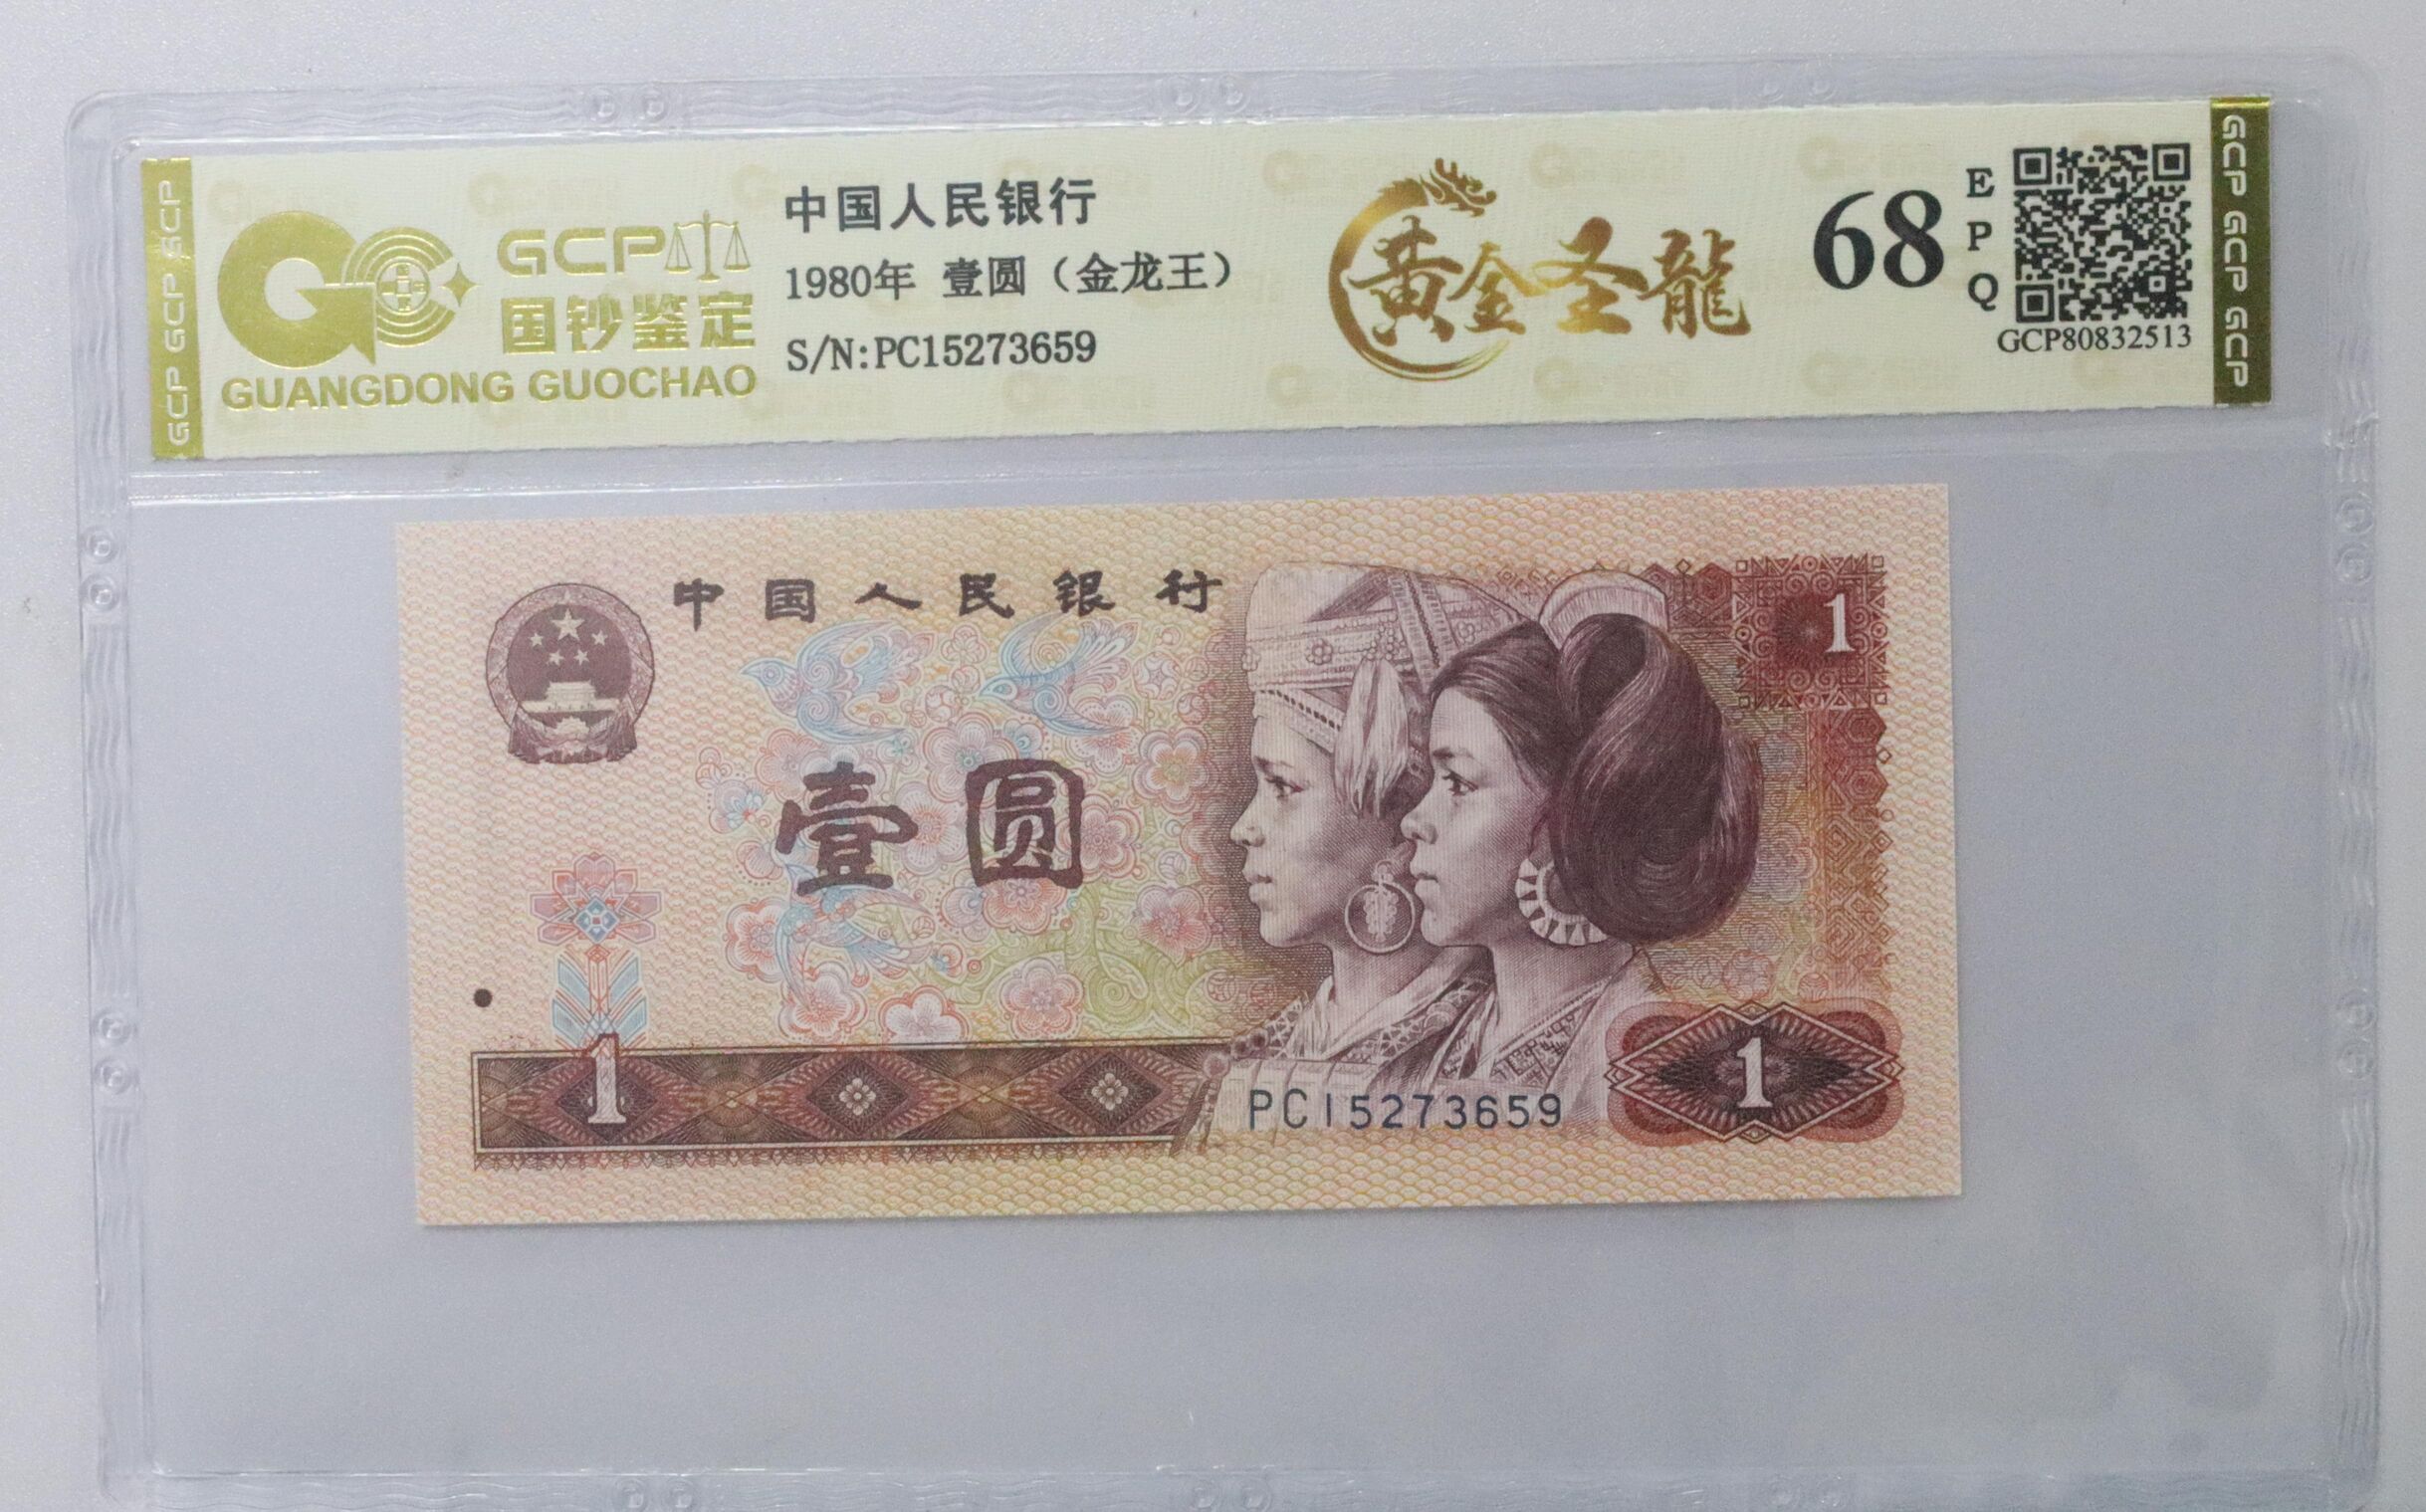 GCP GCP GCP
GCP
国钞鉴定
GUANGDONG GUOCHAO
中国人民银行
1980年 壹圆（金龙王）
S/N:PC15273659
黄金圣龍
68
E
P
Q
GCP80832513
GCP GCP GCP
中国人民银行
1
壹圆
1
PC15273659
1